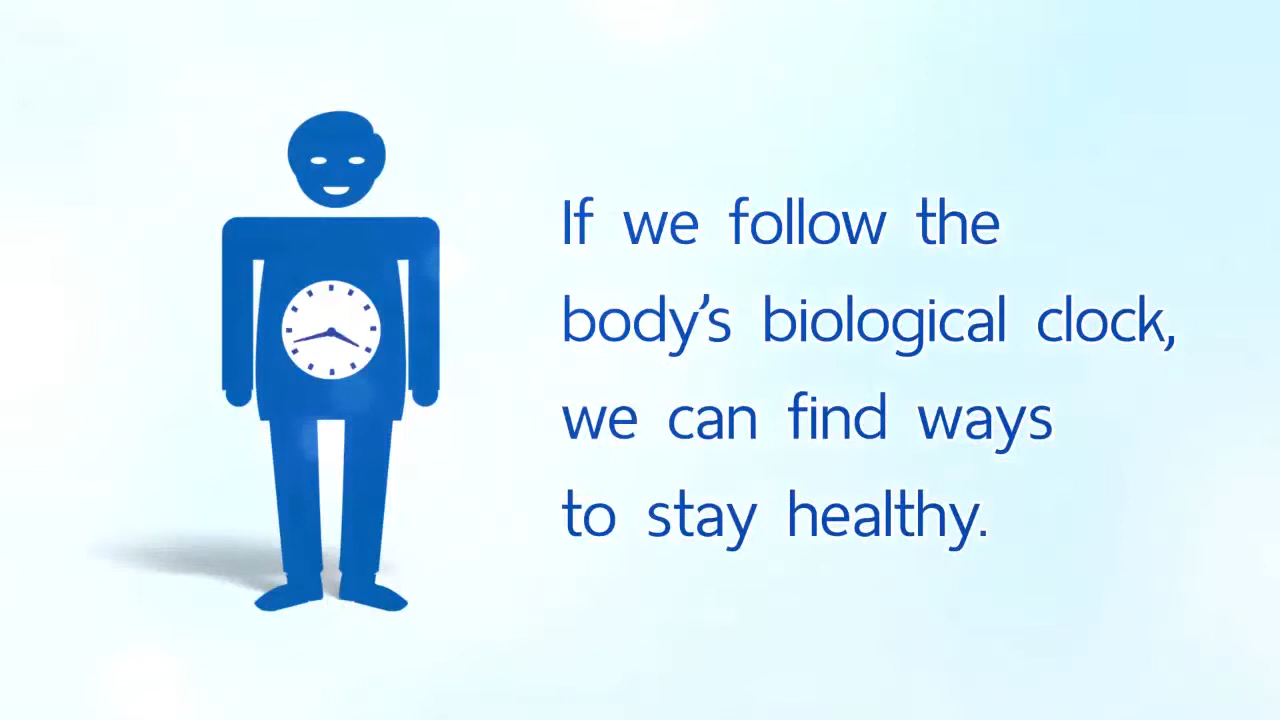 If we follow the
body’s biological clock,
we can find ways
to stay healthy.